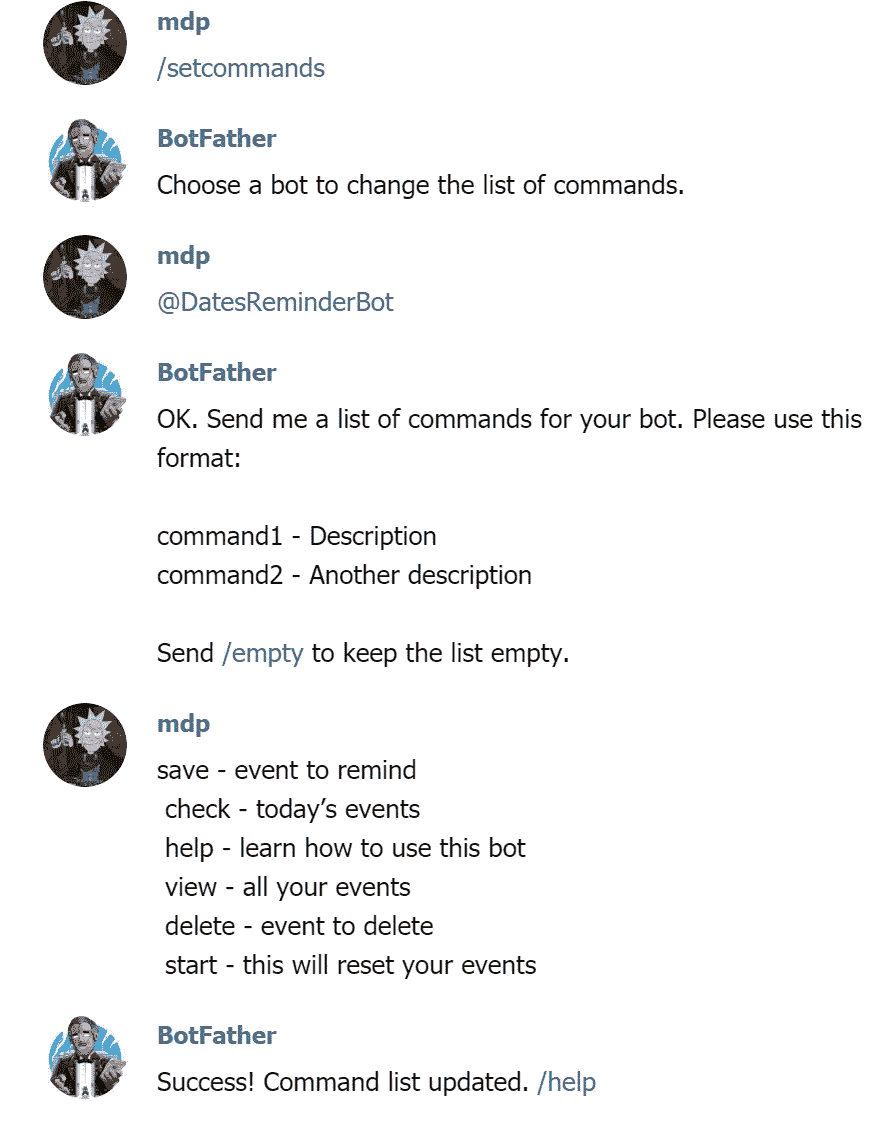 mdp
/setcommands
BotFather
Choose a bot to change the list of commands.
mdp
@DatesReminderBot
BotFather
OK. Send me a list of commands for your bot. Please use this
format:
command1 - Description
command2 - Another description
Send /empty to keep the list empty.
mdp
save - event to remind
check - today’s events
help - learn how to use this bot
view - all your events
delete - event to delete
start - this will reset your events
BotFather
Success! Command list updated. /help